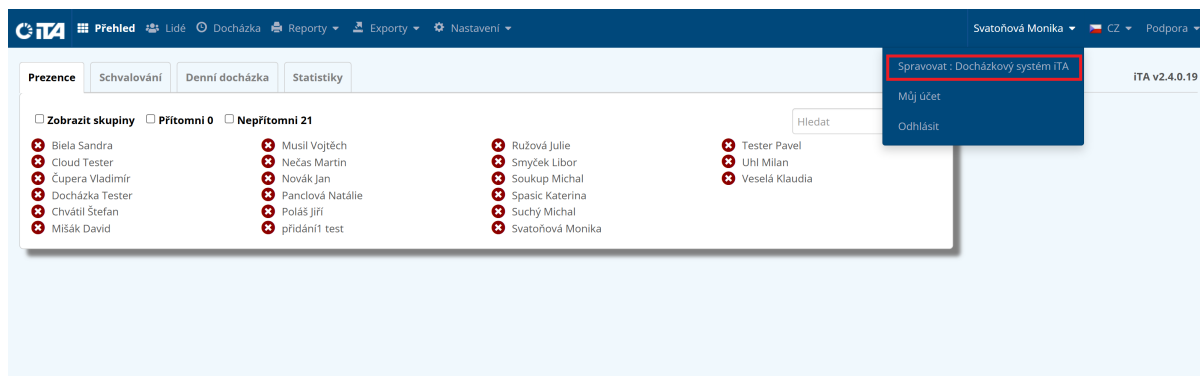 iTA Přehled Lidé Docházka Reporty Exporty Nastavení Svatoňová Monika CZ Podpora
Prezence Schvalování Denní docházka Statistiky
Spravovat : Docházkový systém iTA
iTA v2.4.0.19
Můj účet
Odhlásit
Zobrazit skupiny Přítomni 0 Nepřítomni 21
Hledat
Biela Sandra Musil Vojtěch Ružová Julie Tester Pavel
Cloud Tester Nečas Martin Smyček Libor Uhl Milan
Čupera Vladimír Novák Jan Soukup Michal Veselá Klaudia
Docházka Tester Panclová Natálie Spasic Katerina
Chvátil Štefan Poláš Jiří Suchý Michal
Mišák David přidání1 test Svatoňová Monika